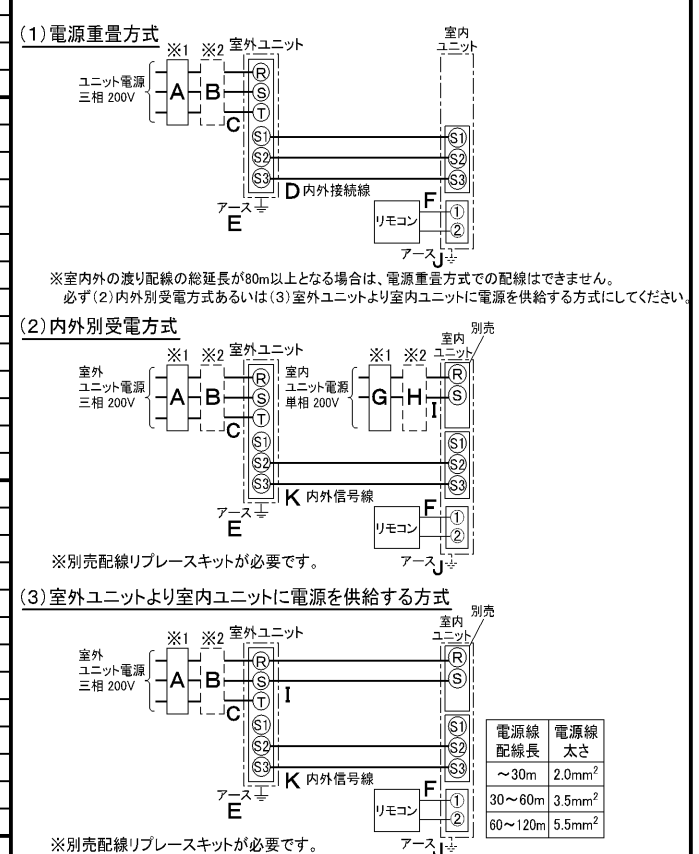 (1)電源重畳方式
※1 ※2 室外ユニット
室内
ユニット
ユニット電源
三相 200V
A B
R
S
T
C
S1
S2
S3
S1
S2
S3
D 内外接続線
アース
E
リモコン
F
①
②
アース J
※室内外の渡り配線の総延長が80m以上となる場合は、電源重畳方式での配線はできません。
必ず(2)内外別受電方式あるいは(3)室外ユニットより室内ユニットに電源を供給する方式にしてください。
(2)内外別受電方式
※1 ※2 室外ユニット
※1 ※2
室内
ユニット
別売
室外
ユニット電源
三相 200V
A B
R
S
T
C
S1
S2
S3
室内
ユニット電源
単相 200V
G H
I
R
S
S1
S2
S3
K 内外信号線
アース
E
リモコン
F
①
②
アース J
※別売配線リプレースキットが必要です。
(3)室外ユニットより室内ユニットに電源を供給する方式
※1 ※2 室外ユニット
室内
ユニット
別売
室外
ユニット電源
三相 200V
A B
R
S
T
C
I
S1
S2
S3
R
S
S1
S2
S3
K 内外信号線
アース
E
リモコン
F
①
②
アース J
※別売配線リプレースキットが必要です。
電源線配線長 電源線太さ
～30m 2.0mm²
30～60m 3.5mm²
60～120m 5.5mm²